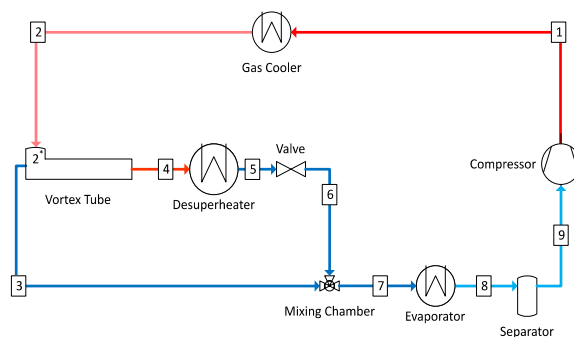 2
1
Gas Cooler
Valve
2*
4
5
Compressor
Vortex Tube
Desuperheater
6
9
3
7
8
Mixing Chamber
Evaporator
Separator